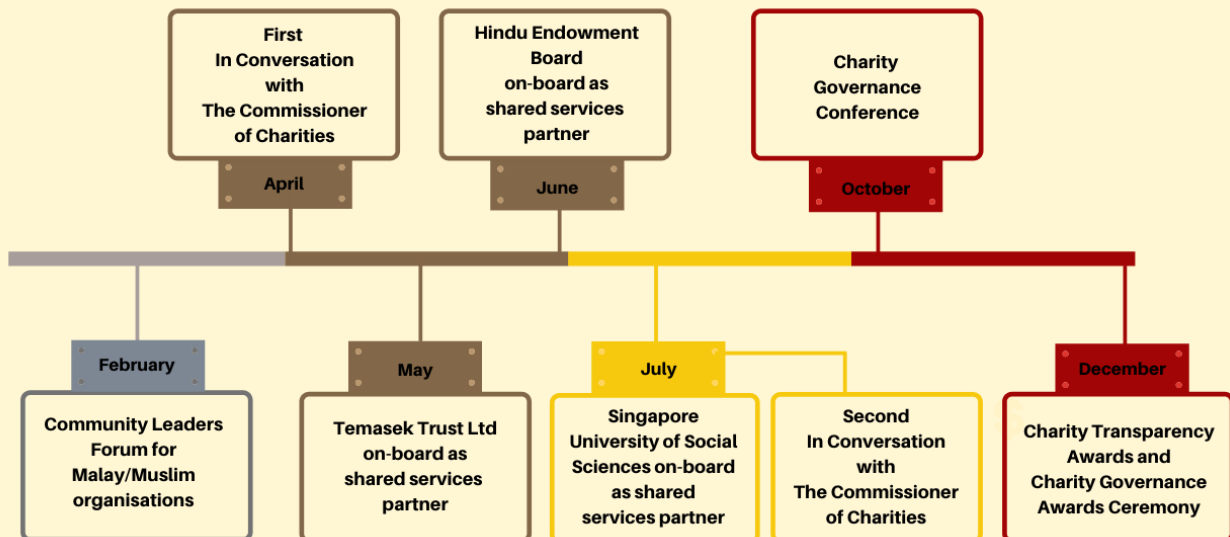 First
In Conversation
with
The Commissioner
of Charities
April
Hindu Endowment
Board
on-board as
shared services
partner
June
Charity
Governance
Conference
October
February
Community Leaders
Forum for
Malay/Muslim
organisations
May
Temasek Trust Ltd
on-board as
shared services
partner
July
Singapore
University of Social
Sciences on-board
as shared
services partner
Second
In Conversation
with
The Commissioner
of Charities
December
Charity Transparency
Awards and
Charity Governance
Awards Ceremony